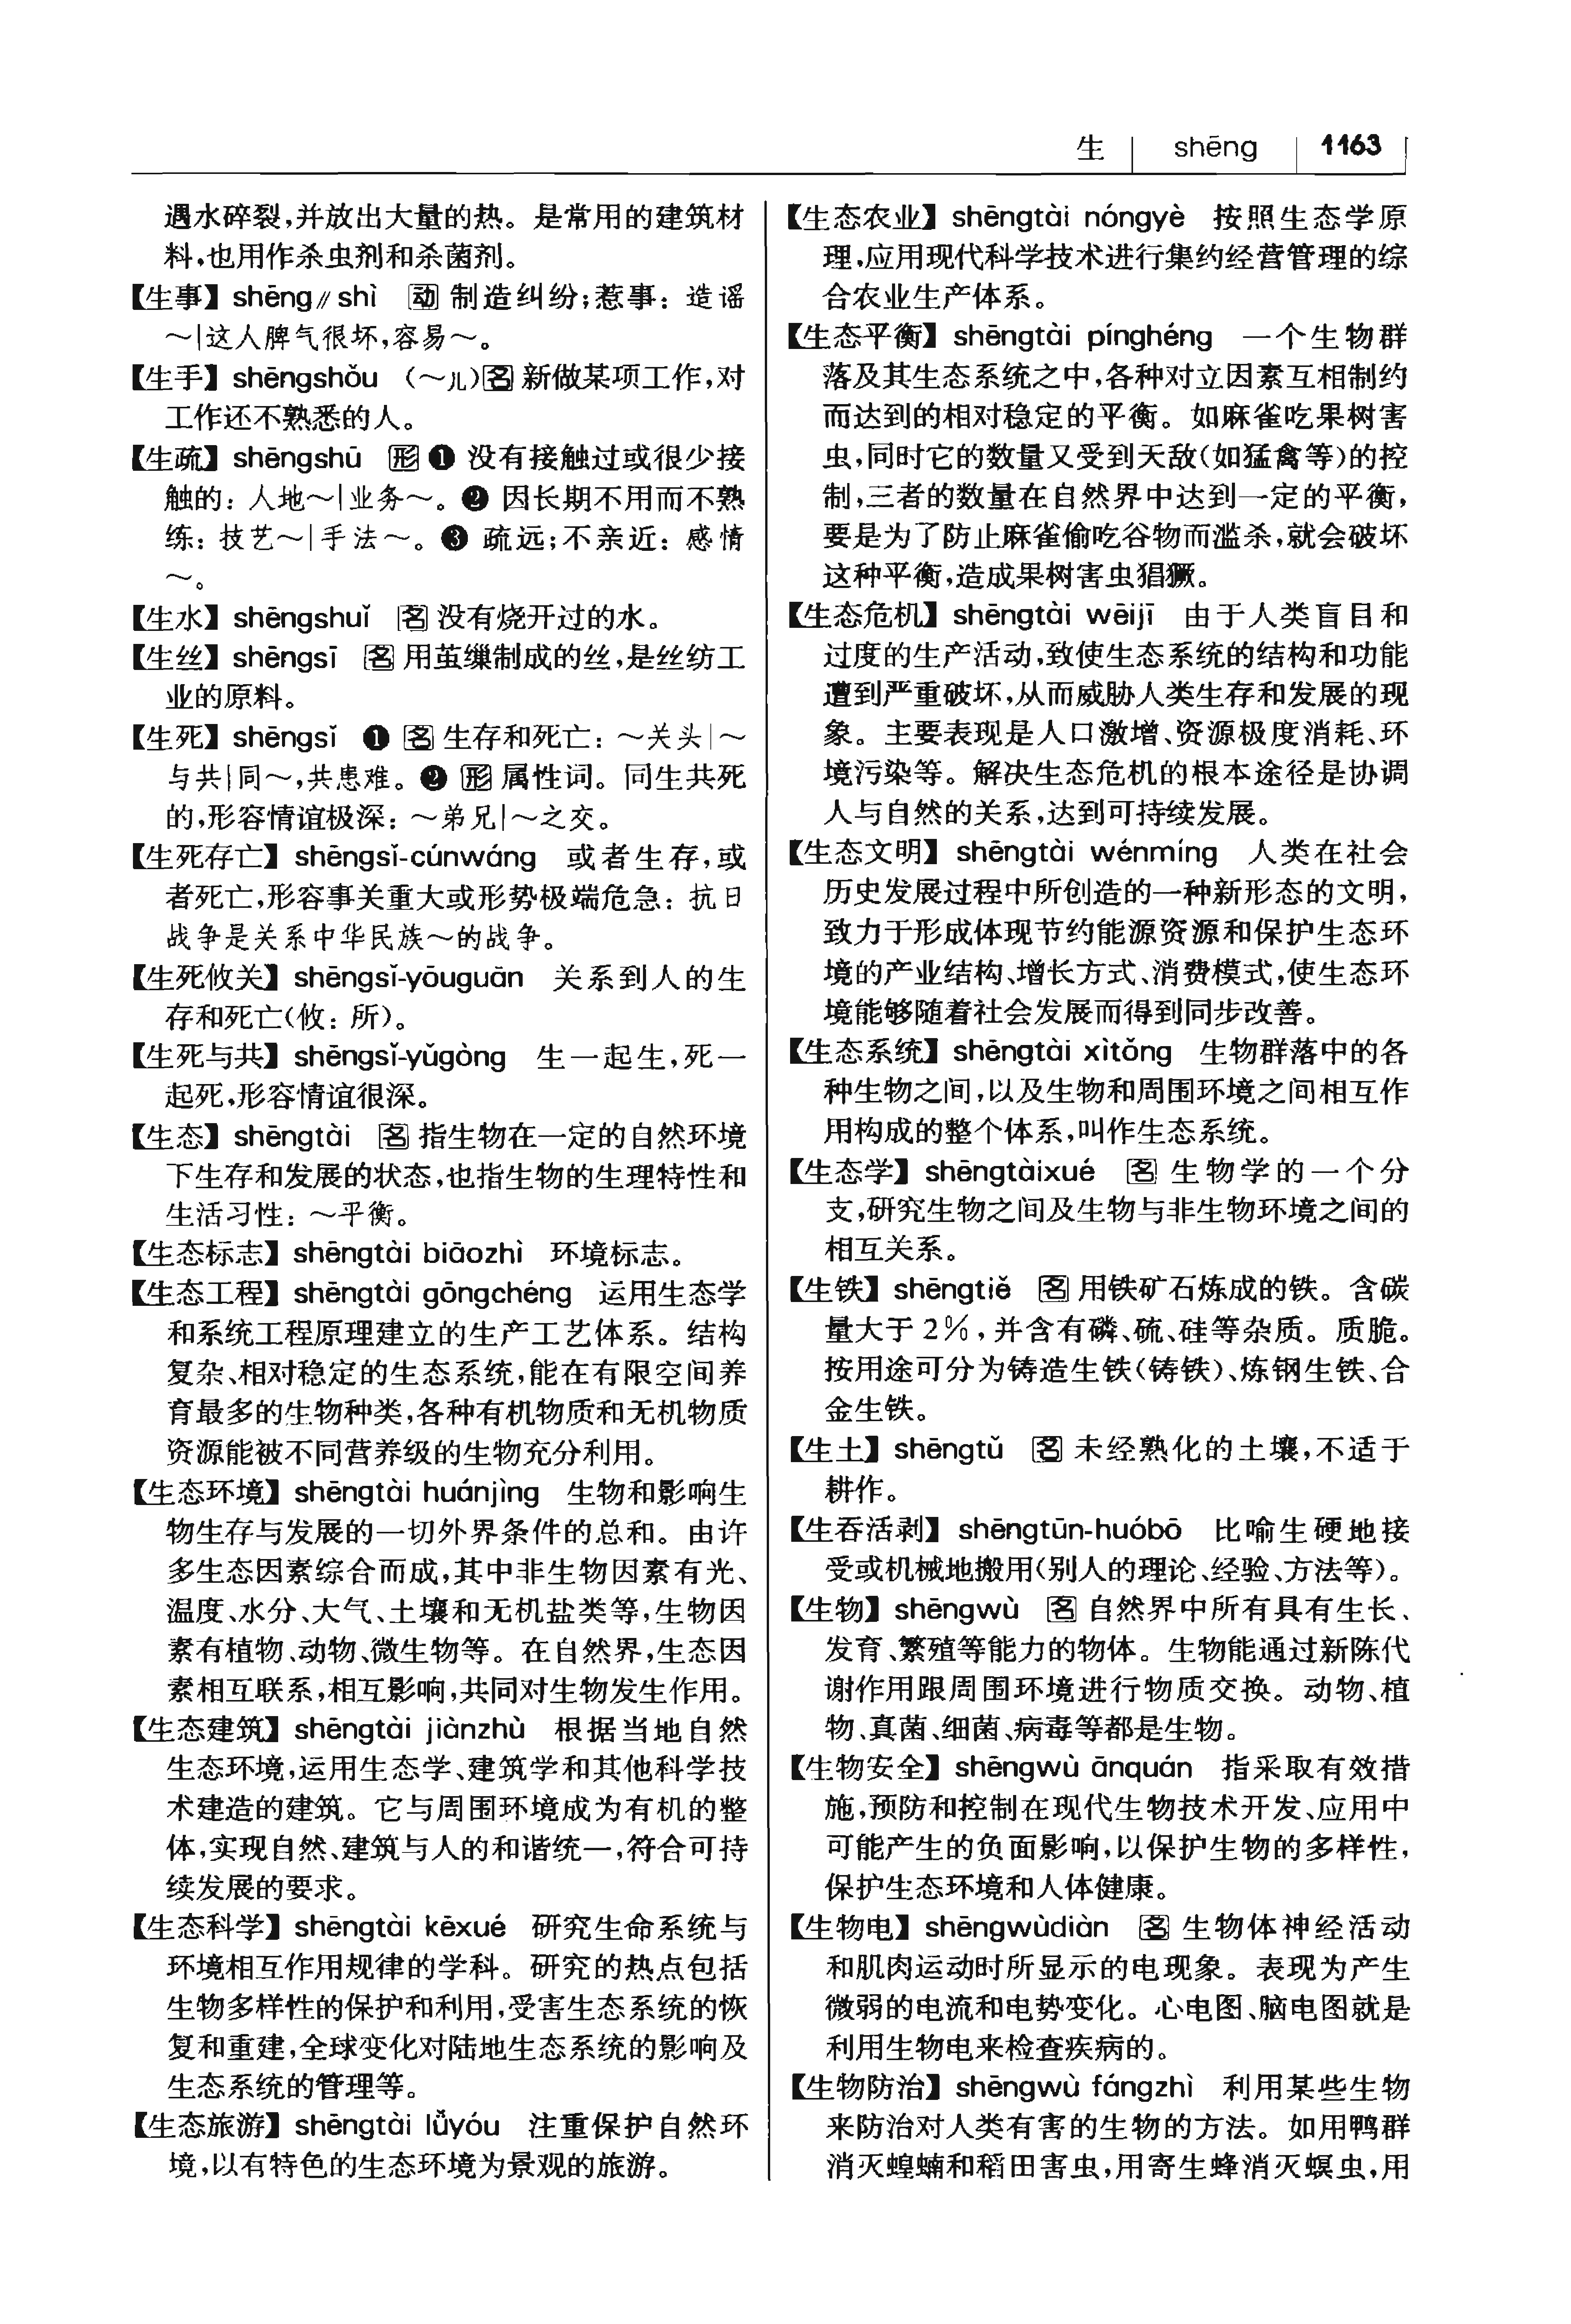 生 shēng 1163
遇水碎裂,并放出大量的热。是常用的建筑材
料,也用作杀虫剂和杀菌剂。
【生事】shēng∥shì 动 制造纠纷;惹事:造谣
～|这人脾气很坏,容易～。
【生手】shēngshǒu (～儿)名 新做某项工作,对
工作还不熟悉的人。
【生疏】shēngshū 形 ❶ 没有接触过或很少接
触的:人地～|业务～。❷ 因长期不用而不熟
练:技艺～|手法～。❸ 疏远;不亲近:感情
～。
【生水】shēngshuǐ 名 没有烧开过的水。
【生丝】shēngsī 名 用茧缫制成的丝,是丝纺工
业的原料。
【生死】shēngsǐ ❶ 名 生存和死亡:～关头|～
与共|同～,共患难。❷ 形 属性词。同生共死
的,形容情谊极深:～弟兄|～之交。
【生死存亡】shēngsǐ-cúnwáng 或者生存,或
者死亡,形容事关重大或形势极端危急:抗日
战争是关系中华民族～的战争。
【生死攸关】shēngsǐ-yōuguān 关系到人的生
存和死亡(攸:所)。
【生死与共】shēngsǐ-yǔgòng 生一起生,死一
起死,形容情谊很深。
【生态】shēngtài 名 指生物在一定的自然环境
下生存和发展的状态,也指生物的生理特性和
生活习性:～平衡。
【生态标志】shēngtài biāozhì 环境标志。
【生态工程】shēngtài gōngchéng 运用生态学
和系统工程原理建立的生产工艺体系。结构
复杂、相对稳定的生态系统,能在有限空间养
育最多的生物种类,各种有机物质和无机物质
资源能被不同营养级的生物充分利用。
【生态环境】shēngtài huánjìng 生物和影响生
物生存与发展的一切外界条件的总和。由许
多生态因素综合而成,其中非生物因素有光、
温度、水分、大气、土壤和无机盐类等,生物因
素有植物、动物、微生物等。在自然界,生态因
素相互联系,相互影响,共同对生物发生作用。
【生态建筑】shēngtài jiànzhù 根据当地自然
生态环境,运用生态学、建筑学和其他科学技
术建造的建筑。它与周围环境成为有机的整
体,实现自然、建筑与人的和谐统一,符合可持
续发展的要求。
【生态科学】shēngtài kēxué 研究生命系统与
环境相互作用规律的学科。研究的热点包括
生物多样性的保护和利用,受害生态系统的恢
复和重建,全球变化对陆地生态系统的影响及
生态系统的管理等。
【生态旅游】shēngtài lǚyóu 注重保护自然环
境,以有特色的生态环境为景观的旅游。
【生态农业】shēngtài nóngyè 按照生态学原
理,应用现代科学技术进行集约经营管理的综
合农业生产体系。
【生态平衡】shēngtài pínghéng 一个生物群
落及其生态系统之中,各种对立因素互相制约
而达到的相对稳定的平衡。如麻雀吃果树害
虫,同时它的数量又受到天敌(如猛禽等)的控
制,三者的数量在自然界中达到一定的平衡,
要是为了防止麻雀偷吃谷物而滥杀,就会破坏
这种平衡,造成果树害虫猖獗。
【生态危机】shēngtài wēijī 由于人类盲目和
过度的生产活动,致使生态系统的结构和功能
遭到严重破坏,从而威胁人类生存和发展的现
象。主要表现是人口激增、资源极度消耗、环
境污染等。解决生态危机的根本途径是协调
人与自然的关系,达到可持续发展。
【生态文明】shēngtài wénmíng 人类在社会
历史发展过程中所创造的一种新形态的文明,
致力于形成体现节约能源资源和保护生态环
境的产业结构、增长方式、消费模式,使生态环
境能够随着社会发展而得到同步改善。
【生态系统】shēngtài xìtǒng 生物群落中的各
种生物之间,以及生物和周围环境之间相互作
用构成的整个体系,叫作生态系统。
【生态学】shēngtàixué 名 生物学的一个分
支,研究生物之间及生物与非生物环境之间的
相互关系。
【生铁】shēngtiě 名 用铁矿石炼成的铁。含碳
量大于 2%,并含有磷、硫、硅等杂质。质脆。
按用途可分为铸造生铁(铸铁)、炼钢生铁、合
金生铁。
【生土】shēngtǔ 名 未经熟化的土壤,不适于
耕作。
【生吞活剥】shēngtūn-huóbō 比喻生硬地接
受或机械地搬用(别人的理论、经验、方法等)。
【生物】shēngwù 名 自然界中所有具有生长、
发育、繁殖等能力的物体。生物能通过新陈代
谢作用跟周围环境进行物质交换。动物、植
物、真菌、细菌、病毒等都是生物。
【生物安全】shēngwù ānquán 指采取有效措
施,预防和控制在现代生物技术开发、应用中
可能产生的负面影响,以保护生物的多样性,
保护生态环境和人体健康。
【生物电】shēngwùdiàn 名 生物体神经活动
和肌肉运动时所显示的电现象。表现为产生
微弱的电流和电势变化。心电图、脑电图就是
利用生物电来检查疾病的。
【生物防治】shēngwù fángzhì 利用某些生物
来防治对人类有害的生物的方法。如用鸭群
消灭蝗蝻和稻田害虫,用寄生蜂消灭螟虫,用